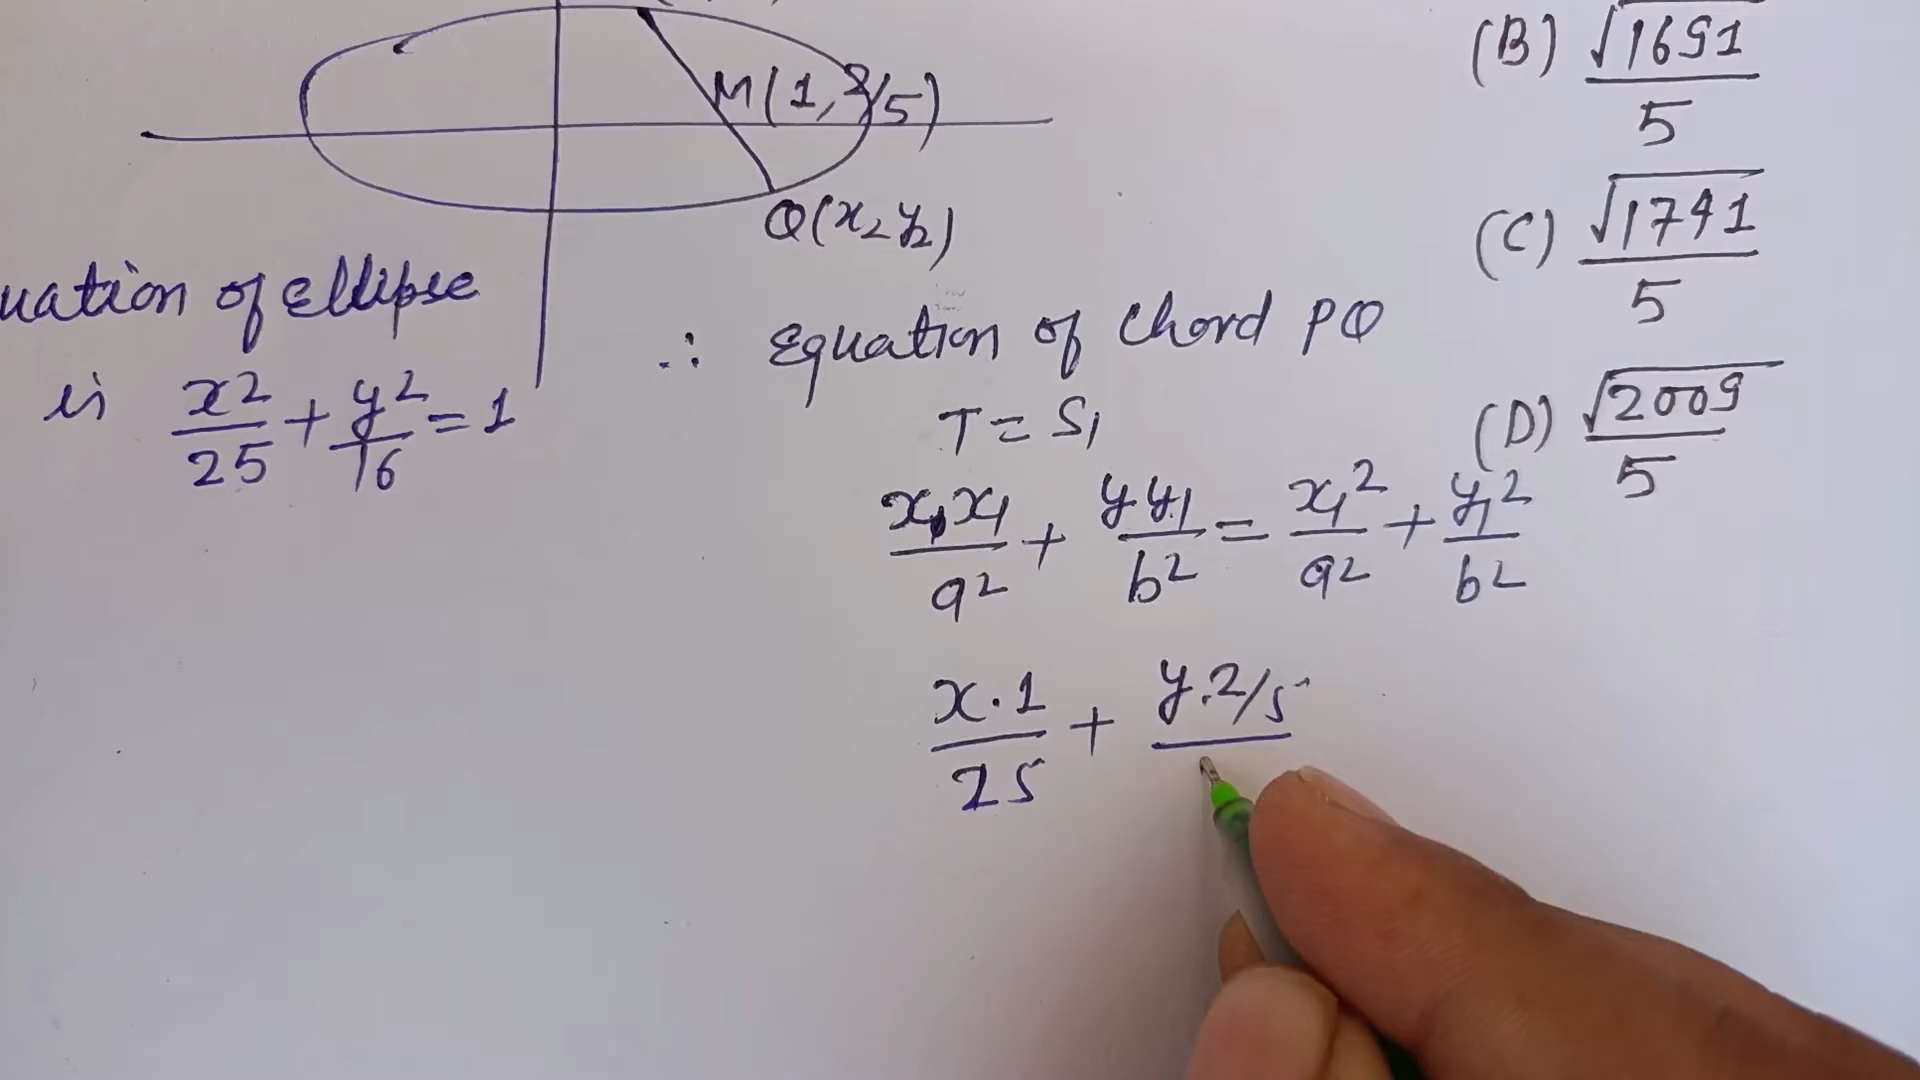 M(1, 2/5)
Q(x₂ y₂)
uation of ellipse
is x²/25 + y²/16 = 1
∴ Equation of chord PQ
T = S₁
x x₁/a² + y y₁/b² = x₁²/a² + y₁²/b²
x.1/25 + y.2/5
(B) √1691/5
(C) √1741/5
(D) √2009/5